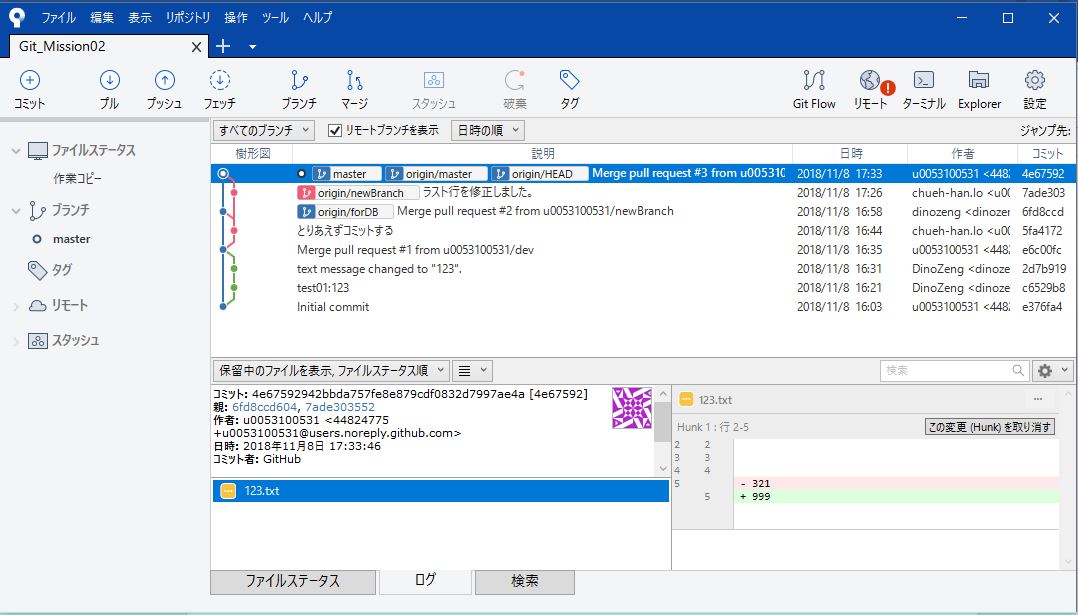 ファイル 編集 表示 リポジトリ 操作 ツール ヘルプ
Git_Mission02
コミット プル プッシュ フェッチ ブランチ マージ スタッシュ 破棄 タグ Git Flow リモート ターミナル Explorer 設定
ファイルステータス
作業コピー
ブランチ
master
タグ
リモート
スタッシュ
すべてのブランチ リモートブランチを表示 日時の順 ジャンプ先:
樹形図 説明 日時 作者 コミット
master origin/master origin/HEAD Merge pull request #3 from u005310 2018/11/8 17:33 u0053100531 <448 4e67592
origin/newBranch ラスト行を修正しました。 2018/11/8 17:26 chueh-han.lo <u0 7ade303
origin/forDB Merge pull request #2 from u0053100531/newBranch 2018/11/8 16:58 dinozeng <dinozer 6fd8ccd
とりあえずコミットする 2018/11/8 16:44 chueh-han.lo <u0 5fa4172
Merge pull request #1 from u0053100531/dev 2018/11/8 16:35 u0053100531 <448 e6c00fc
text message changed to "123". 2018/11/8 16:31 DinoZeng <dinoze 2d7b919
test01:123 2018/11/8 16:21 DinoZeng <dinoze c6529b8
Initial commit 2018/11/8 16:03 u0053100531 <448 e376fa4
保留中のファイルを表示, ファイルステータス順 検索
コミット: 4e67592942bbda757fe8e879cdf0832d7997ae4a [4e67592]
親: 6fd8ccd604, 7ade303552
作者: u0053100531 <44824775
+u0053100531@users.noreply.github.com>
日時: 2018年11月8日 17:33:46
コミット者: GitHub
123.txt
123.txt
Hunk 1 : 行 2-5 この変更 (Hunk) を取り消す
2 2
3 3
4 4
5 - 321
5 + 999
ファイルステータス ログ 検索